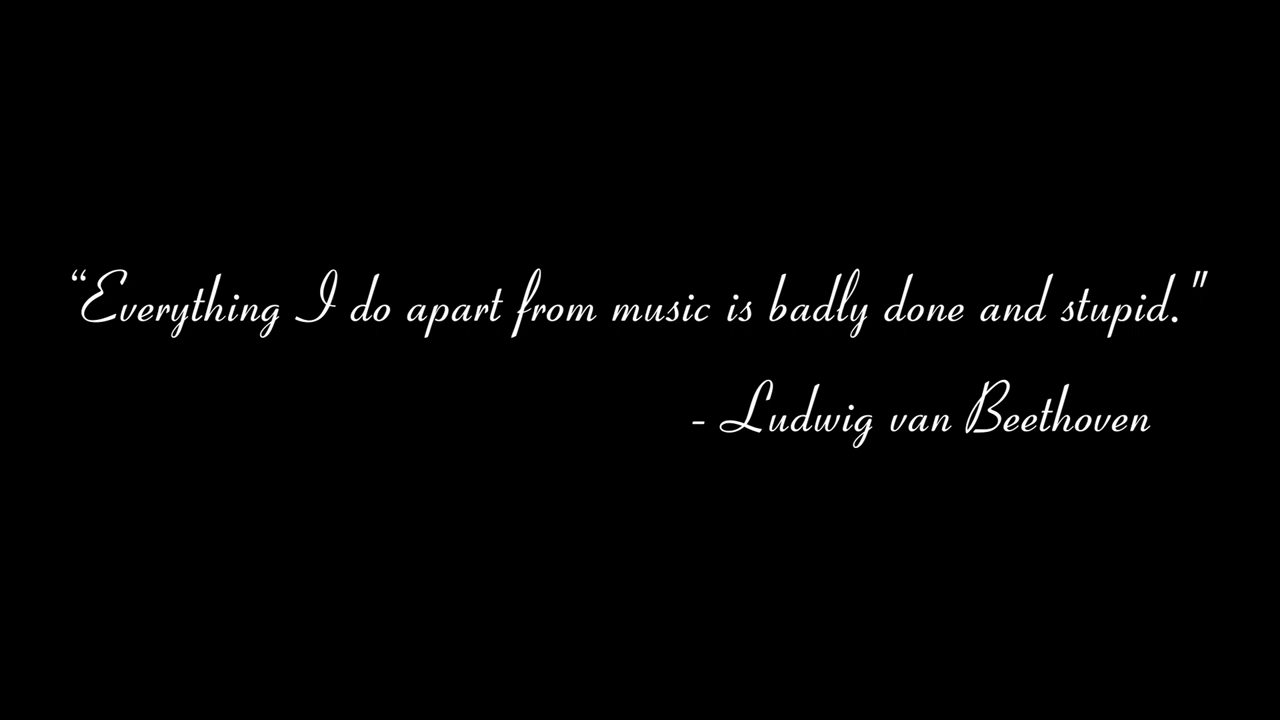 “Everything I do apart from music is badly done and stupid."
- Ludwig van Beethoven